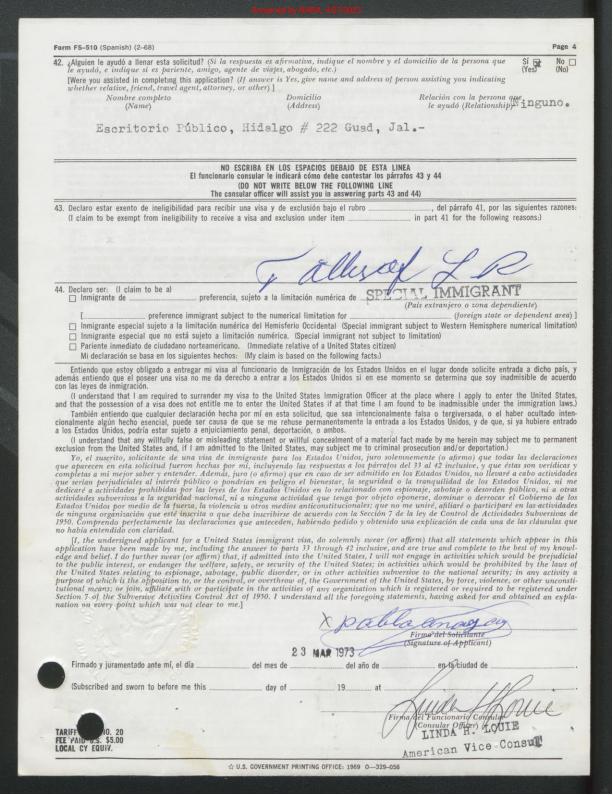 Form FS-510 (Spanish) (2-68)
Page 4
42. ¿Alguien le ayudó a llenar esta solicitud? (Si la respuesta es afirmativa, indique el nombre y el domicilio de la persona que
le ayudó, e indique si es pariente, amigo, agente de viajes, abogado, etc.)
Sí (Yes) No (No)
[Were you assisted in completing this application? (If answer is Yes, give name and address of person assisting you indicating
whether relative, friend, travel agent, attorney, or other)]
Nombre completo Domicilio Relación con la persona que
(Name) (Address) le ayudó (Relationship)
Ninguno.
Escritorio Público, Hidalgo # 222 Guad, Jal.-
NO ESCRIBA EN LOS ESPACIOS DEBAJO DE ESTA LINEA
El funcionario consular le indicará cómo debe contestar los párrafos 43 y 44
(DO NOT WRITE BELOW THE FOLLOWING LINE
The consular officer will assist you in answering parts 43 and 44)
43. Declaro estar exento de ineligibilidad para recibir una visa y de exclusión bajo el rubro , del párrafo 41, por las siguientes razones:
(I claim to be exempt from ineligibility to receive a visa and exclusion under item in part 41 for the following reasons:)
44. Declaro ser: (I claim to be a)
Inmigrante de preferencia, sujeto a la limitación numérica de SPECIAL IMMIGRANT
(País extranjero o zona dependiente)
[ preference immigrant subject to the numerical limitation for (foreign state or dependent area) ]
Inmigrante especial sujeto a la limitación numérica del Hemisferio Occidental (Special immigrant subject to Western Hemisphere numerical limitation)
Inmigrante especial que no está sujeto a limitación numérica. (Special immigrant not subject to limitation)
Pariente inmediato de ciudadano norteamericano. (Immediate relative of a United States citizen)
Mi declaración se basa en los siguientes hechos: (My claim is based on the following facts:)
Entiendo que estoy obligado a entregar mi visa al funcionario de Inmigración de los Estados Unidos en el lugar donde solicite entrada a dicho país, y
además entiendo que el poseer una visa no me da derecho a entrar a los Estados Unidos si en ese momento se determina que soy inadmisible de acuerdo
con las leyes de inmigración.
(I understand that I am required to surrender my visa to the United States Immigration Officer at the place where I apply to enter the United States,
and that the possession of a visa does not entitle me to enter the United States if at that time I am found to be inadmissible under the immigration laws.)
También entiendo que cualquier declaración hecha por mí en esta solicitud, que sea intencionalmente falsa o tergiversada, o el haber ocultado inten-
cionalmente algún hecho esencial, puede ser causa de que se me rehuse permanentemente la entrada a los Estados Unidos, y de que, si ya hubiere entrado
a los Estados Unidos, podría estar sujeto a enjuiciamiento penal, deportación, o ambos.
(I understand that any willfully false or misleading statement or willful concealment of a material fact made by me herein may subject me to permanent
exclusion from the United States and, if I am admitted to the United States, may subject me to criminal prosecution and/or deportation.)
Yo, el suscrito, solicitante de una visa de inmigrante para los Estados Unidos, juro solemnemente (o afirmo) que todas las declaraciones
que aparecen en esta solicitud fueron hechas por mí, incluyendo las respuestas a los párrafos del 33 al 42 inclusive, y que éstas son verídicas y
completas a mi mejor saber y entender. Además, juro (o afirmo) que en caso de ser admitido en los Estados Unidos, no llevaré a cabo actividades
que serían perjudiciales al interés público o pondrían en peligro el bienestar, la seguridad o la tranquilidad de los Estados Unidos, ni me
dedicaré a actividades prohibidas por las leyes de los Estados Unidos en lo relacionado con espionaje, sabotaje o desorden público, ni a otras
actividades subversivas a la seguridad nacional, ni a ninguna actividad que tenga por objeto oponerse, dominar o derrocar el Gobierno de los
Estados Unidos por medio de la fuerza, la violencia u otros medios anticonstitucionales; que no me uniré, afiliaré o participaré en las actividades
de ninguna organización que esté inscrita o que deba inscribirse de acuerdo con la Sección 7 de la ley de Control de Actividades Subversivas de
1950. Comprendo perfectamente las declaraciones que anteceden, habiendo pedido y obtenido una explicación de cada una de las cláusulas que
no había entendido con claridad.
[I, the undersigned applicant for a United States immigrant visa, do solemnly swear (or affirm) that all statements which appear in this
application have been made by me, including the answers to parts 33 through 42 inclusive, and are true and complete to the best of my knowl-
edge and belief. I do further swear (or affirm) that, if admitted into the United States, I will not engage in activities which would be prejudicial
to the public interest, or endanger the welfare, safety, or security of the United States; in activities which would be prohibited by the laws of
the United States relating to espionage, sabotage, public disorder, or in other activities subversive to the national security; in any activity a
purpose of which is the opposition to, or the control, or overthrow of, the Government of the United States, by force, violence, or other unconsti-
tutional means; or join, affiliate with or participate in the activities of any organization which is registered or required to be registered under
Section 7 of the Subversive Activities Control Act of 1950. I understand all the foregoing statements, having asked for and obtained an expla-
nation on every point which was not clear to me.]
X
Firma del Solicitante
(Signature of Applicant)
23 MAR 1973
Firmado y juramentado ante mí, el día del mes de del año de en la ciudad de
(Subscribed and sworn to before me this day of 19 at
Linda H Louie
Firma del Funcionario Consular
(Consular Officer)
LINDA H. LOUIE
American Vice-Consul
TARIFF NO. 20
FEE PAID U.S. $5.00
LOCAL CY EQUIV.
☆ U.S. GOVERNMENT PRINTING OFFICE: 1969 O—329-056